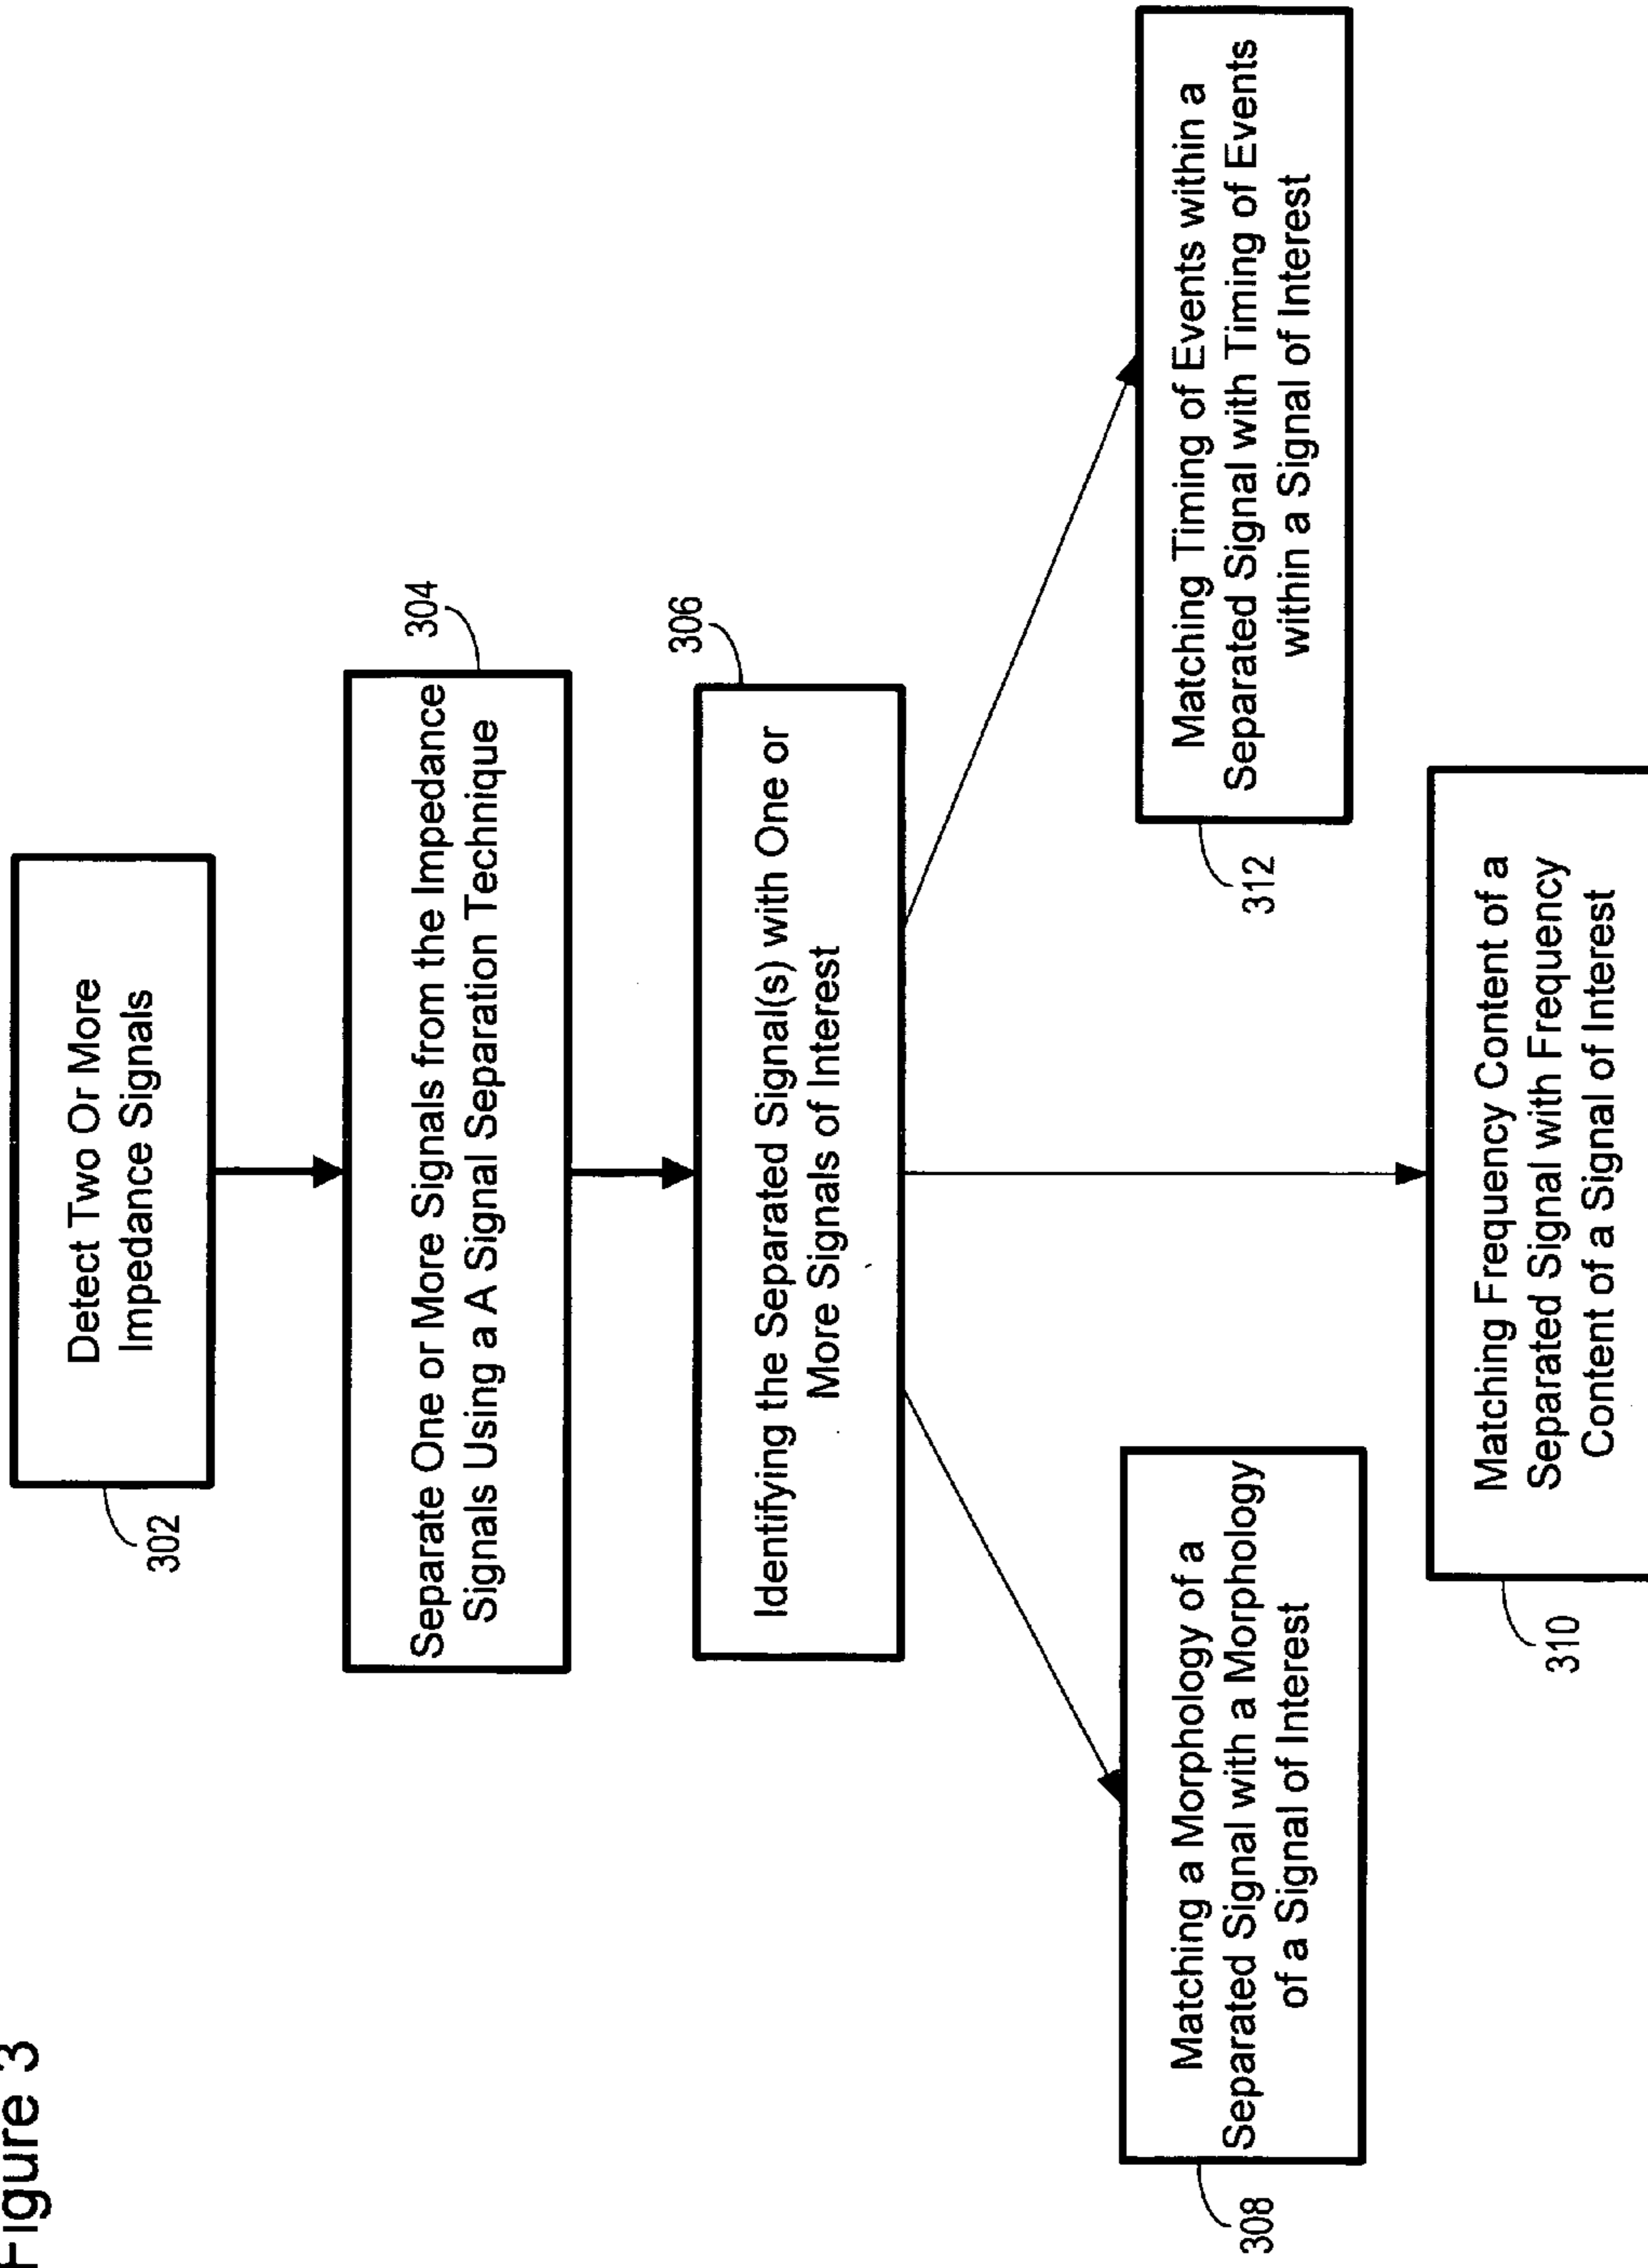 Figure 3
Detect Two Or More
Impedance Signals
302
Separate One or More Signals from the Impedance
Signals Using a A Signal Separation Technique
304
Identifying the Separated Signal(s) with One or
More Signals of Interest
306
Matching a Morphology of a
Separated Signal with a Morphology
of a Signal of Interest
308
Matching Frequency Content of a
Separated Signal with Frequency
Content of a Signal of Interest
310
Matching Timing of Events within a
Separated Signal with Timing of Events
within a Signal of Interest
312